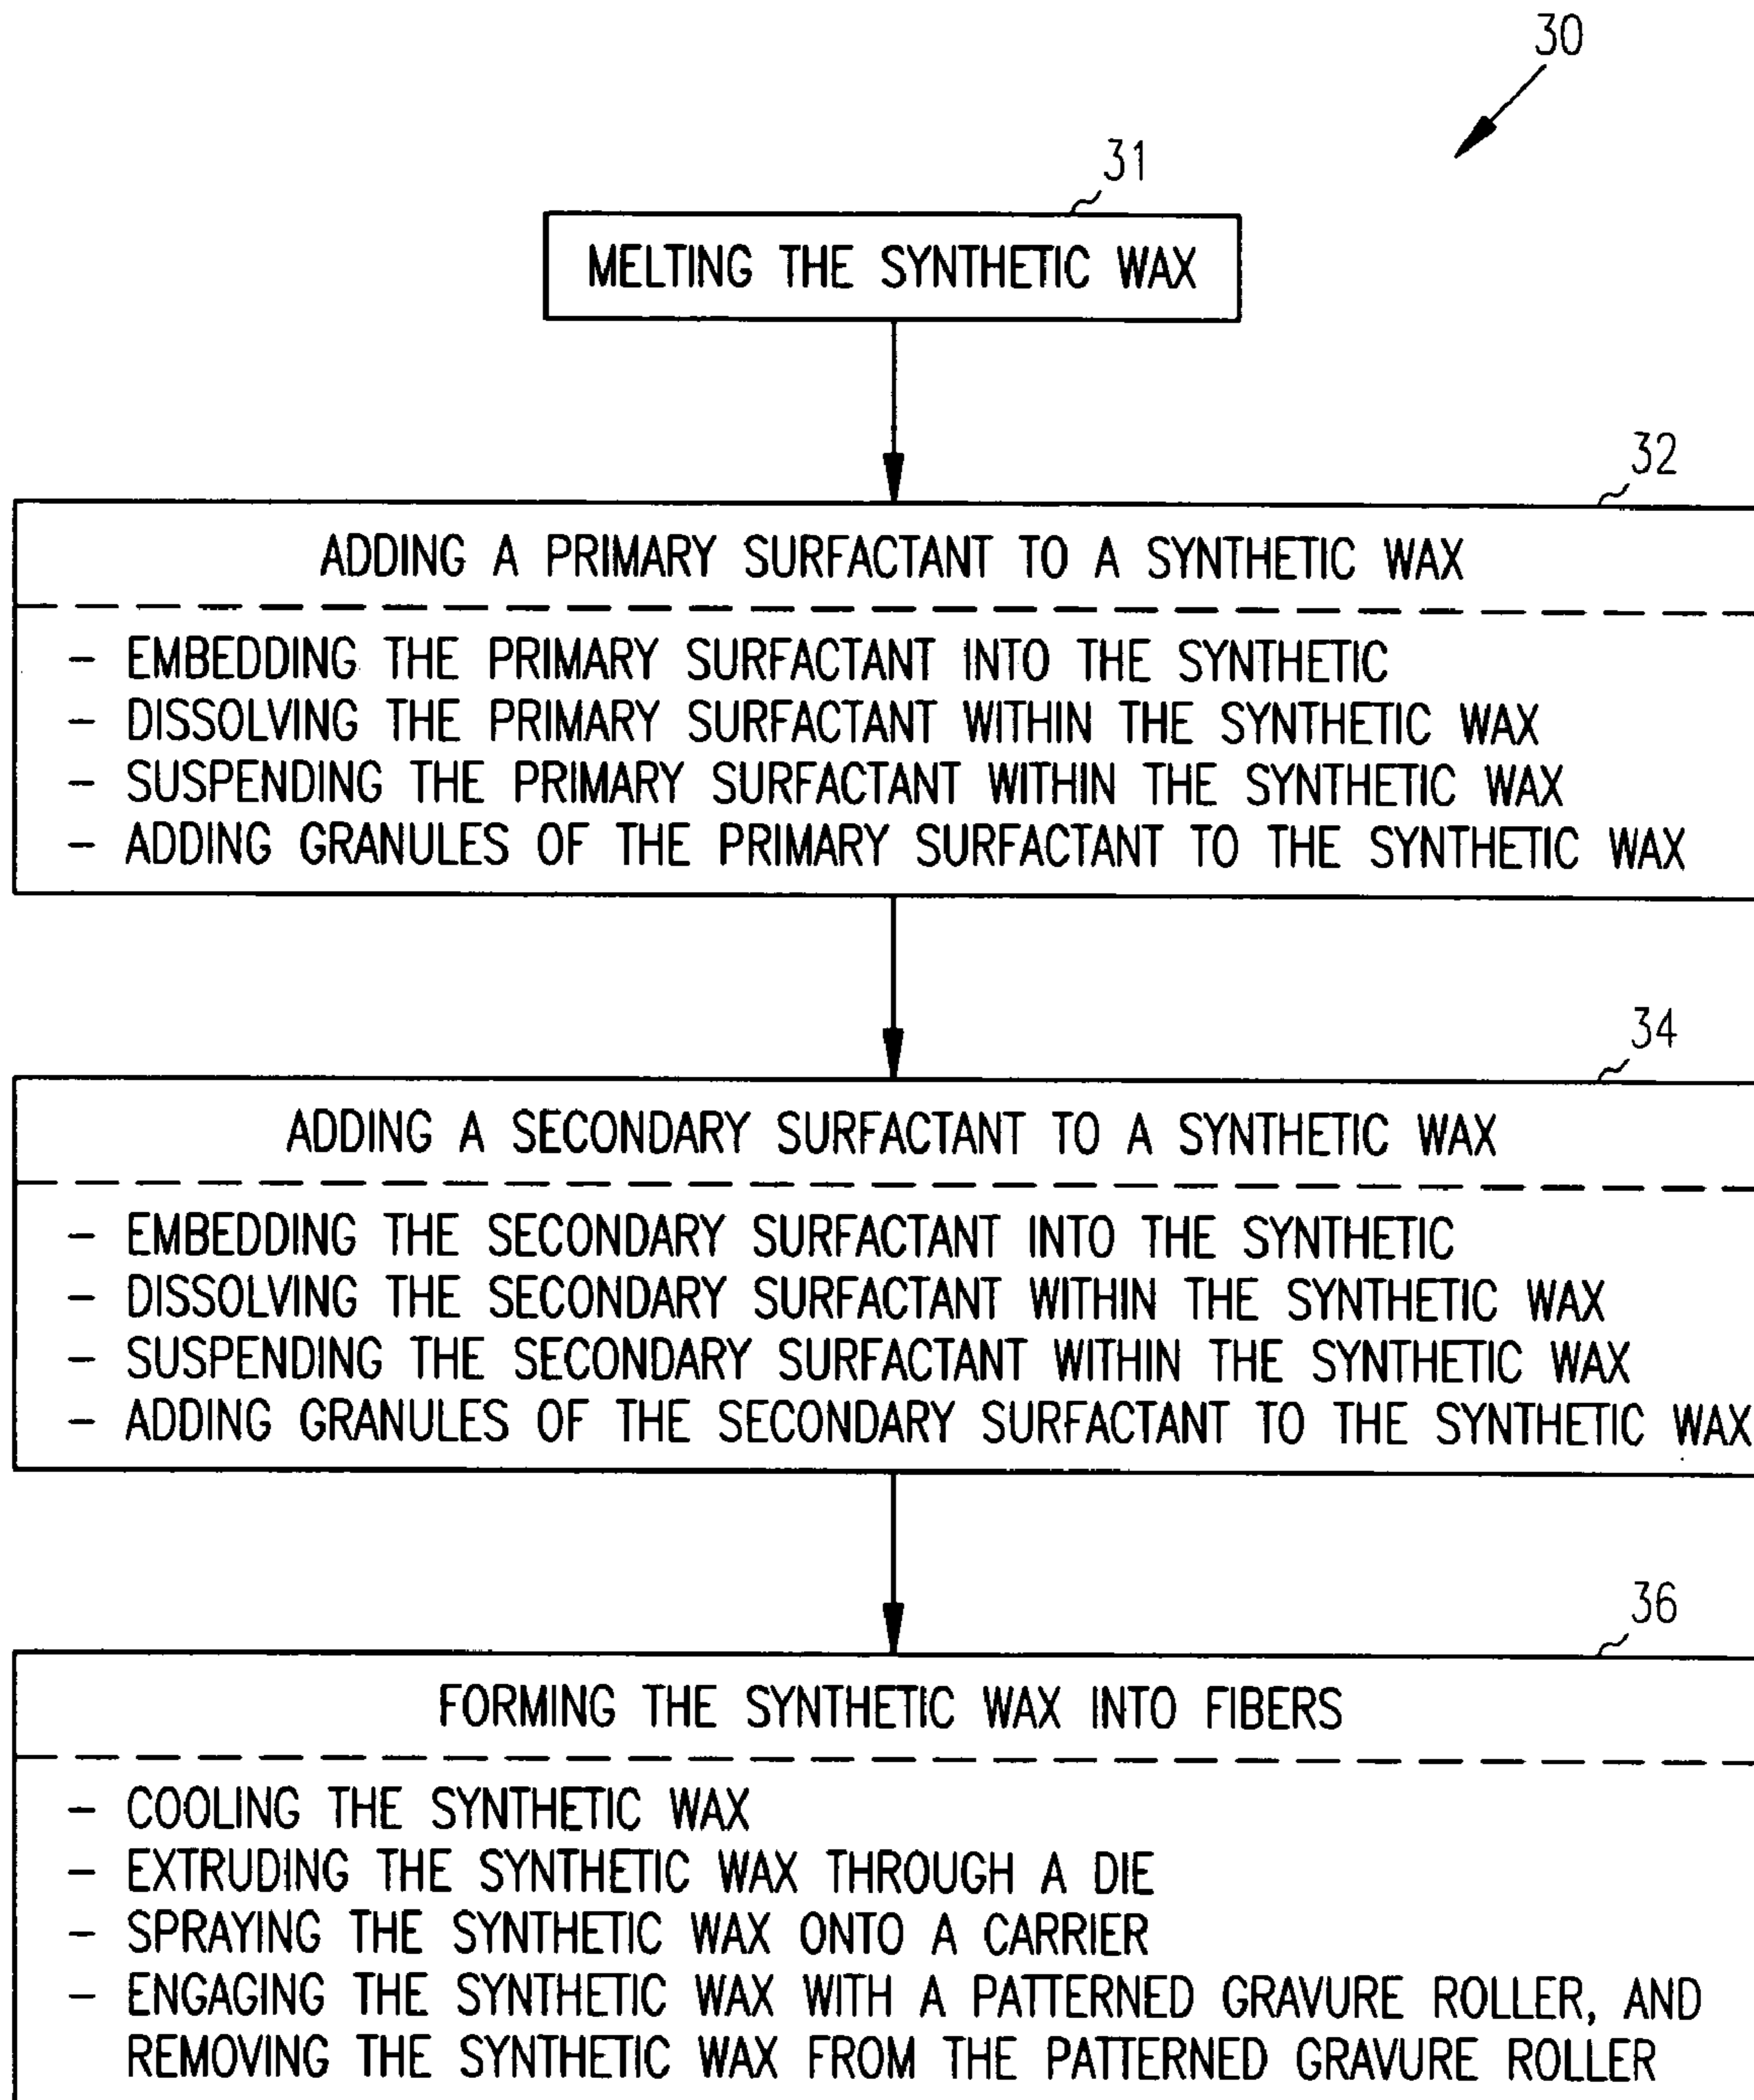 30
31
MELTING THE SYNTHETIC WAX
32
ADDING A PRIMARY SURFACTANT TO A SYNTHETIC WAX
- EMBEDDING THE PRIMARY SURFACTANT INTO THE SYNTHETIC
- DISSOLVING THE PRIMARY SURFACTANT WITHIN THE SYNTHETIC WAX
- SUSPENDING THE PRIMARY SURFACTANT WITHIN THE SYNTHETIC WAX
- ADDING GRANULES OF THE PRIMARY SURFACTANT TO THE SYNTHETIC WAX
34
ADDING A SECONDARY SURFACTANT TO A SYNTHETIC WAX
- EMBEDDING THE SECONDARY SURFACTANT INTO THE SYNTHETIC
- DISSOLVING THE SECONDARY SURFACTANT WITHIN THE SYNTHETIC WAX
- SUSPENDING THE SECONDARY SURFACTANT WITHIN THE SYNTHETIC WAX
- ADDING GRANULES OF THE SECONDARY SURFACTANT TO THE SYNTHETIC WAX
36
FORMING THE SYNTHETIC WAX INTO FIBERS
- COOLING THE SYNTHETIC WAX
- EXTRUDING THE SYNTHETIC WAX THROUGH A DIE
- SPRAYING THE SYNTHETIC WAX ONTO A CARRIER
- ENGAGING THE SYNTHETIC WAX WITH A PATTERNED GRAVURE ROLLER, AND
REMOVING THE SYNTHETIC WAX FROM THE PATTERNED GRAVURE ROLLER